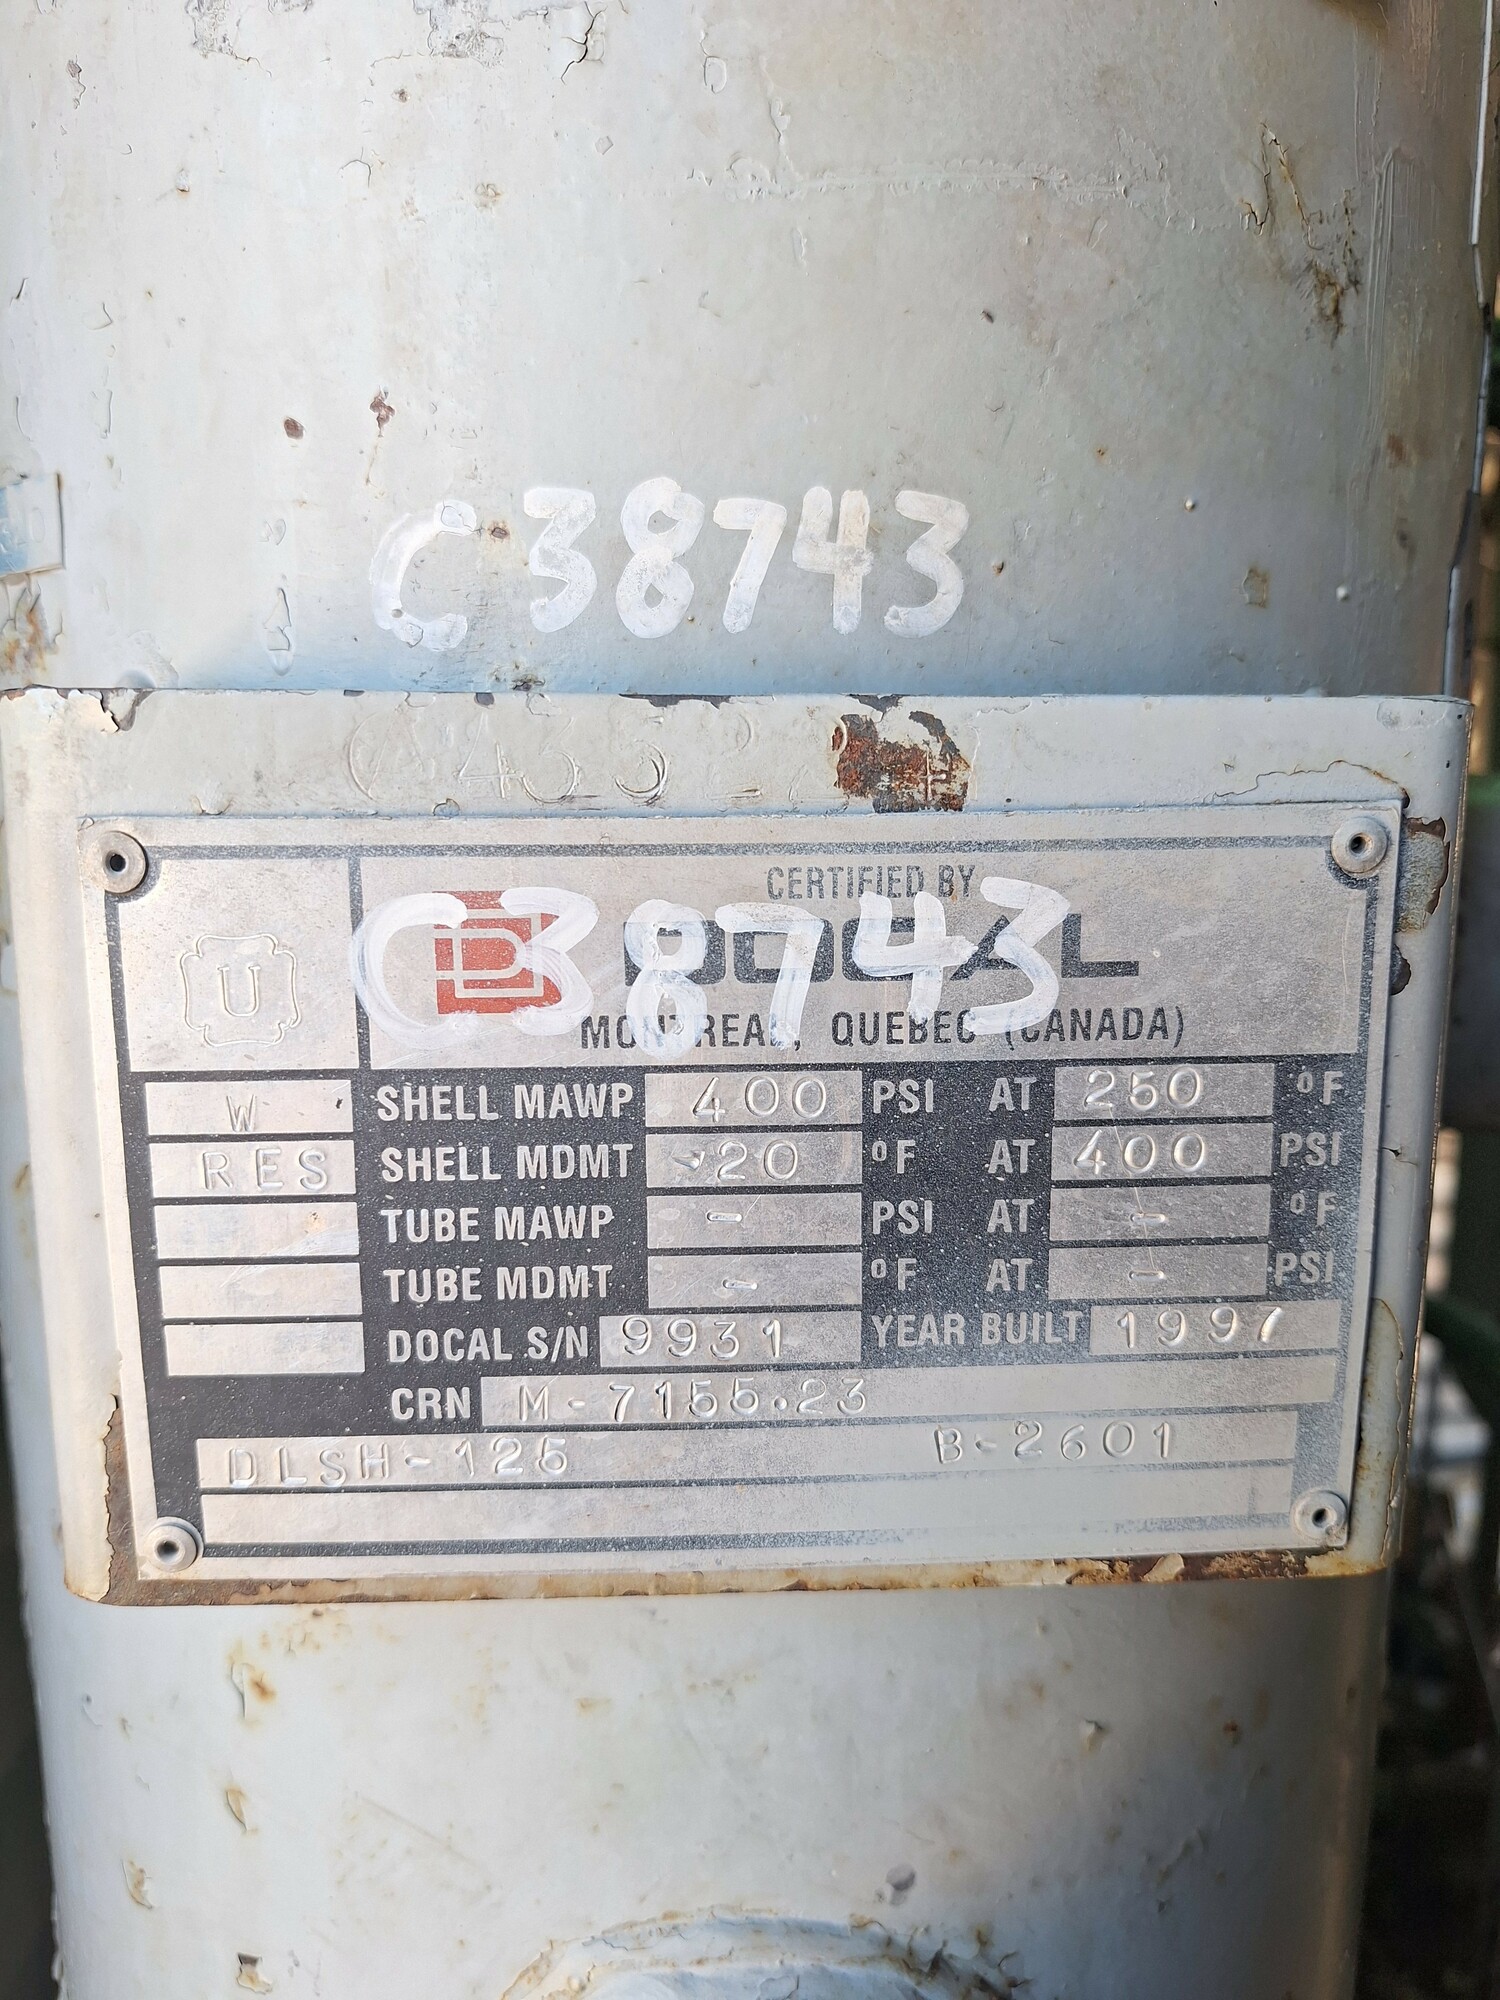 C38743
C38743
U
CERTIFIED BY
DOCAL
MONTREAL, QUEBEC (CANADA)
W SHELL MAWP 400 PSI AT 250 °F
RES SHELL MDMT -20 °F AT 400 PSI
TUBE MAWP - PSI AT - °F
TUBE MDMT - °F AT - PSI
DOCAL S/N 9931 YEAR BUILT 1997
CRN M-7155.23
DLSH-125 B-2601